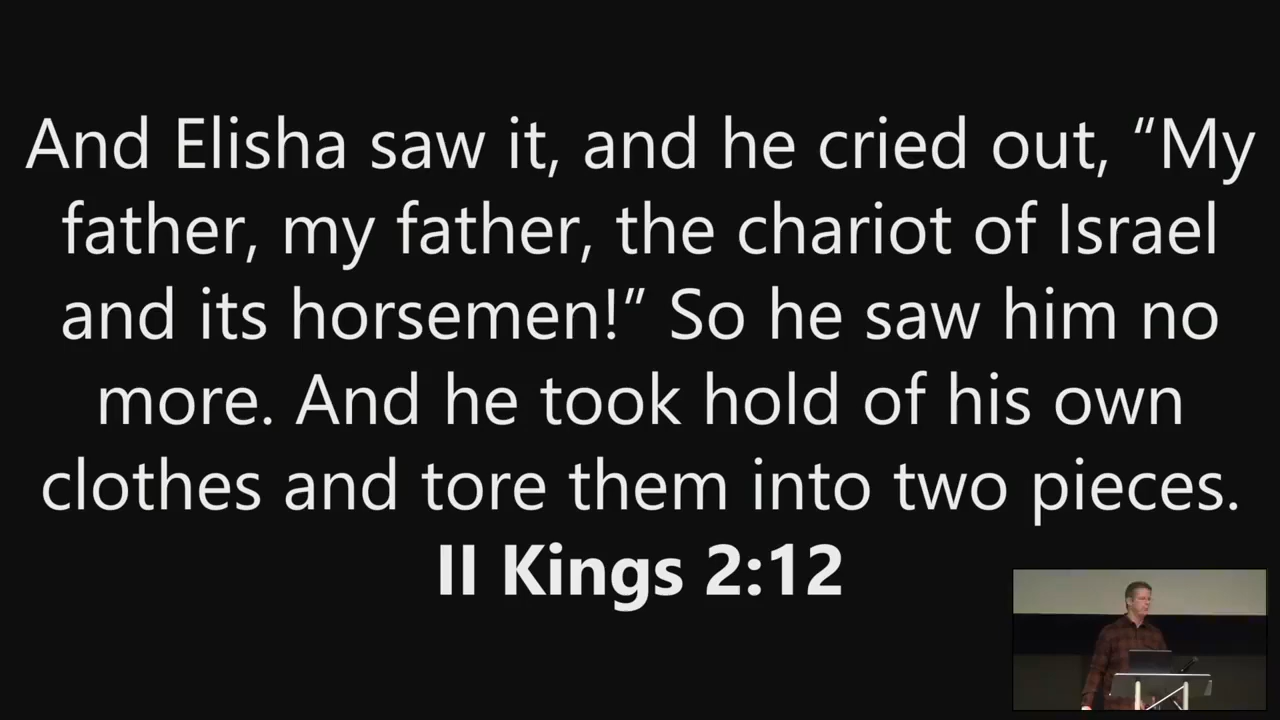 And Elisha saw it, and he cried out, “My
father, my father, the chariot of Israel
and its horsemen!” So he saw him no
more. And he took hold of his own
clothes and tore them into two pieces.
II Kings 2:12